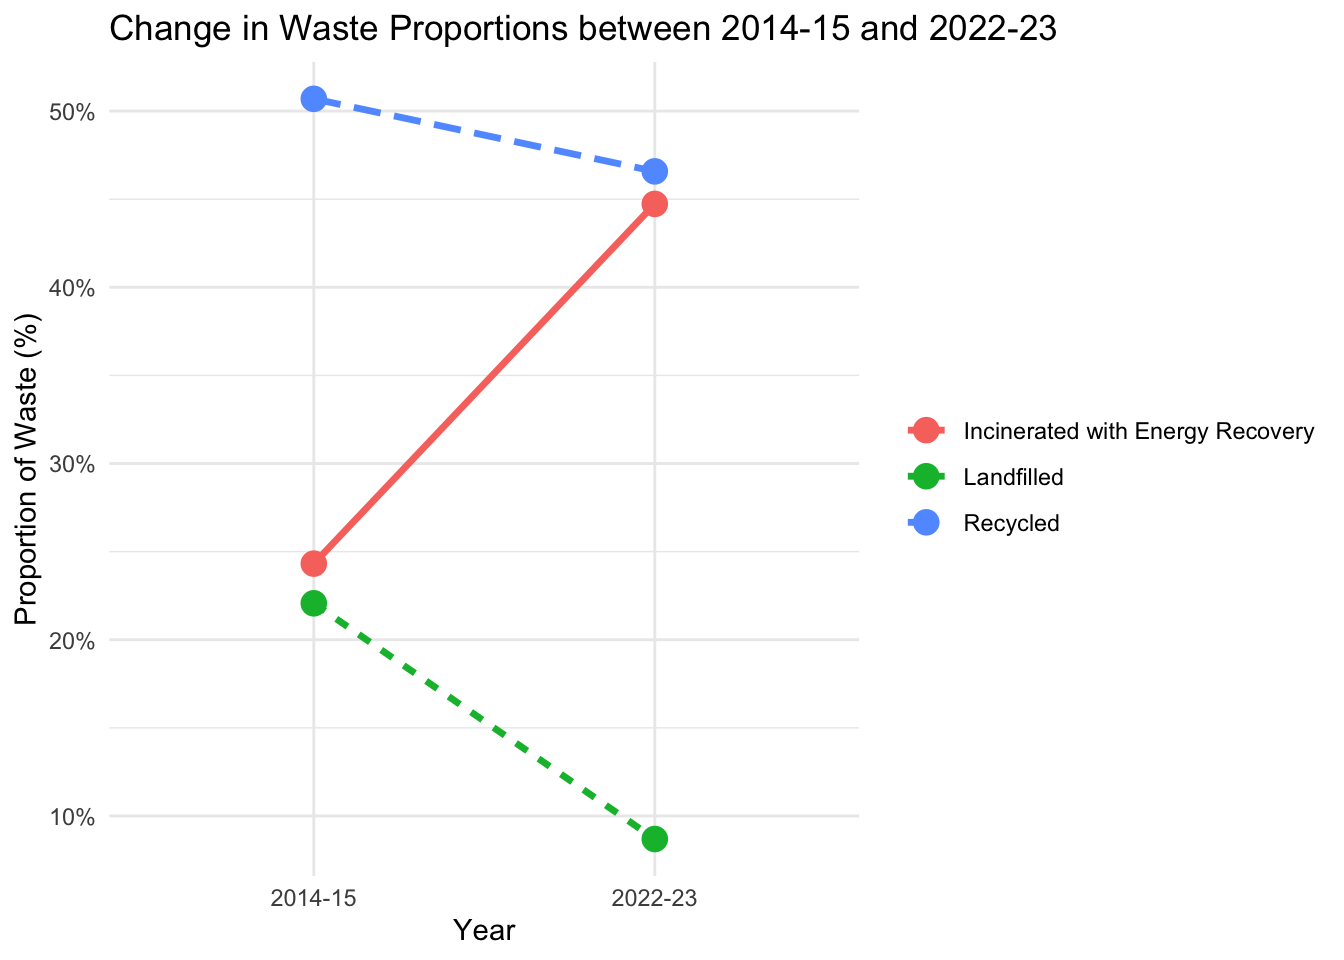 Change in Waste Proportions between 2014-15 and 2022-23
Proportion of Waste (%)
50%
40%
30%
20%
10%
2014-15
2022-23
Year
Incinerated with Energy Recovery
Landfilled
Recycled